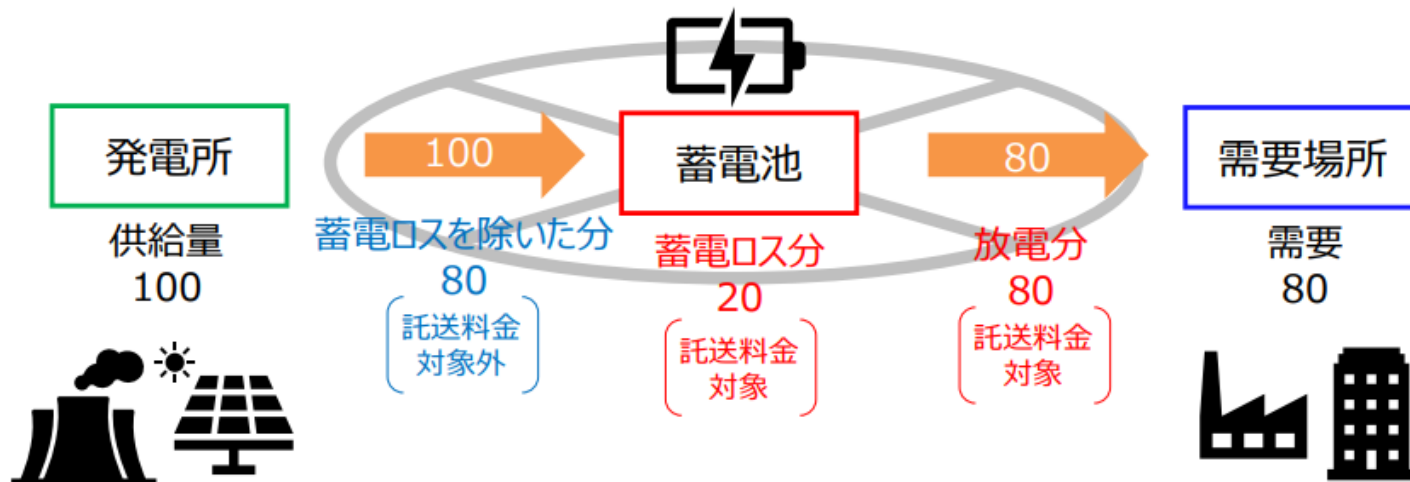 発電所
供給量
100
100
蓄電ロスを除いた分
80
託送料金
対象外
蓄電池
蓄電ロス分
20
託送料金
対象
80
放電分
80
託送料金
対象
需要場所
需要
80